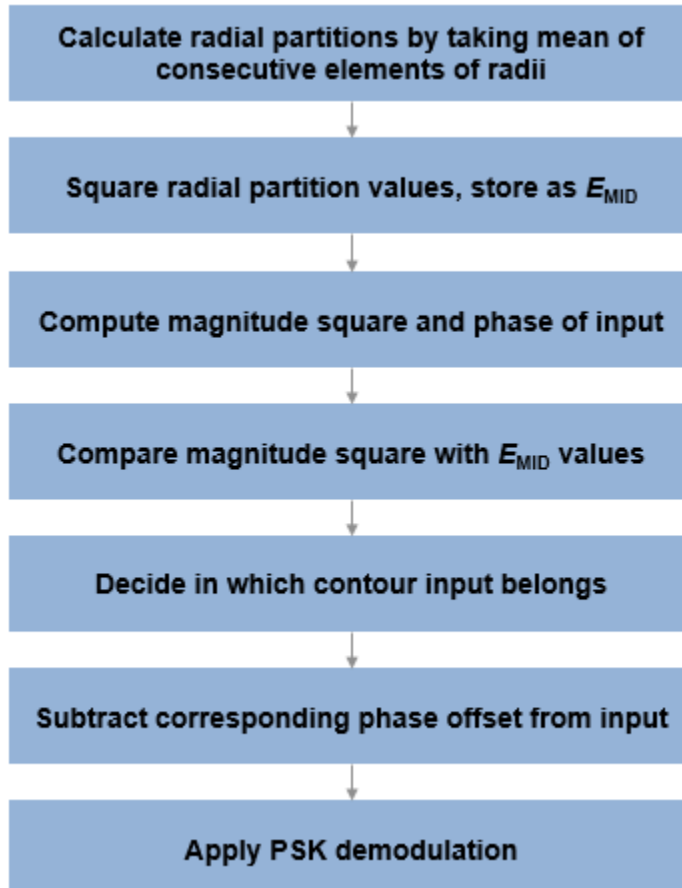 Calculate radial partitions by taking mean of
consecutive elements of radii
Square radial partition values, store as E_MID
Compute magnitude square and phase of input
Compare magnitude square with E_MID values
Decide in which contour input belongs
Subtract corresponding phase offset from input
Apply PSK demodulation